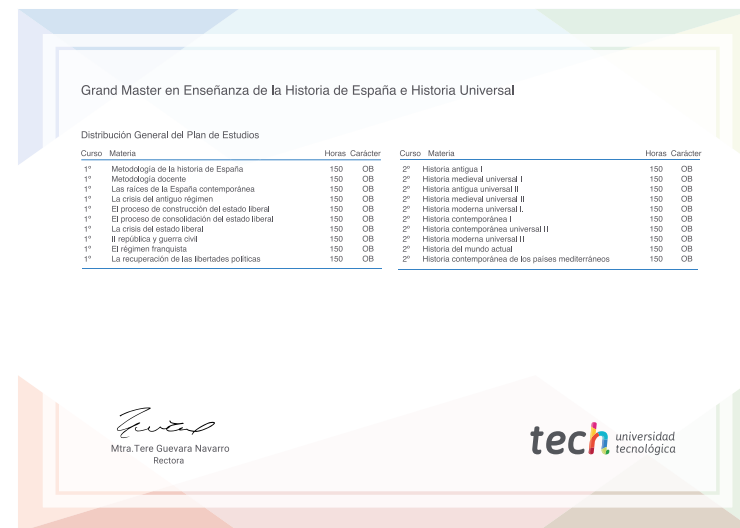 Grand Master en Enseñanza de la Historia de España e Historia Universal
Distribución General del Plan de Estudios
Curso Materia Horas Carácter
1º Metodología de la historia de España 150 OB
1º Metodología docente 150 OB
1º Las raíces de la España contemporánea 150 OB
1º La crisis del antiguo régimen 150 OB
1º El proceso de construcción del estado liberal 150 OB
1º El proceso de consolidación del estado liberal 150 OB
1º La crisis del estado liberal 150 OB
1º II república y guerra civil 150 OB
1º El régimen franquista 150 OB
1º La recuperación de las libertades políticas 150 OB
Curso Materia Horas Carácter
2º Historia antigua I 150 OB
2º Historia medieval universal I 150 OB
2º Historia antigua universal II 150 OB
2º Historia medieval universal II 150 OB
2º Historia moderna universal I. 150 OB
2º Historia contemporánea I 150 OB
2º Historia contemporánea universal II 150 OB
2º Historia moderna universal II 150 OB
2º Historia del mundo actual 150 OB
2º Historia contemporánea de los países mediterráneos 150 OB
Mtra.Tere Guevara Navarro
Rectora
tech universidad
tecnológica